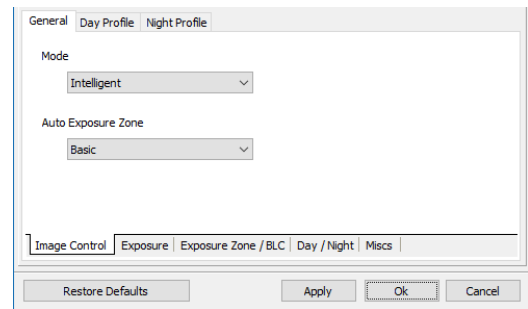 General Day Profile Night Profile
Mode
Intelligent
Auto Exposure Zone
Basic
Image Control Exposure Exposure Zone / BLC Day / Night Miscs
Restore Defaults Apply Ok Cancel